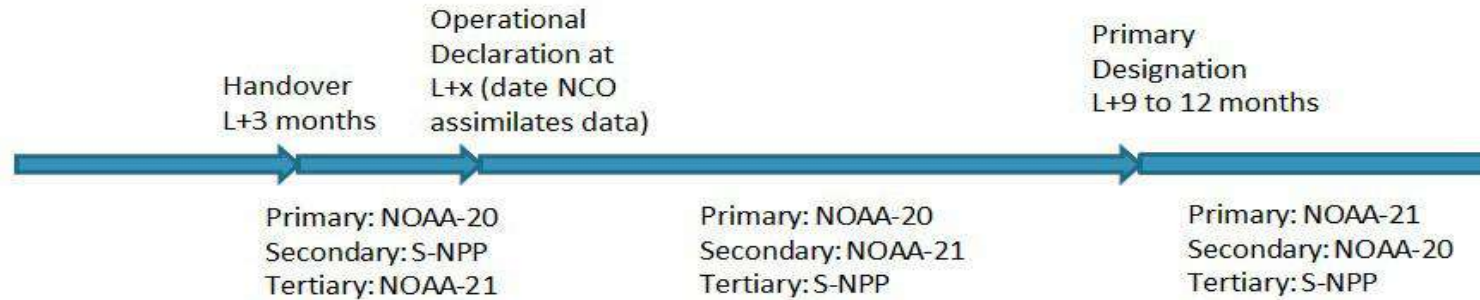 Handover
L+3 months
Operational
Declaration at
L+x (date NCO
assimilates data)
Primary
Designation
L+9 to 12 months
Primary: NOAA-20
Secondary: S-NPP
Tertiary: NOAA-21
Primary: NOAA-20
Secondary: NOAA-21
Tertiary: S-NPP
Primary: NOAA-21
Secondary: NOAA-20
Tertiary: S-NPP